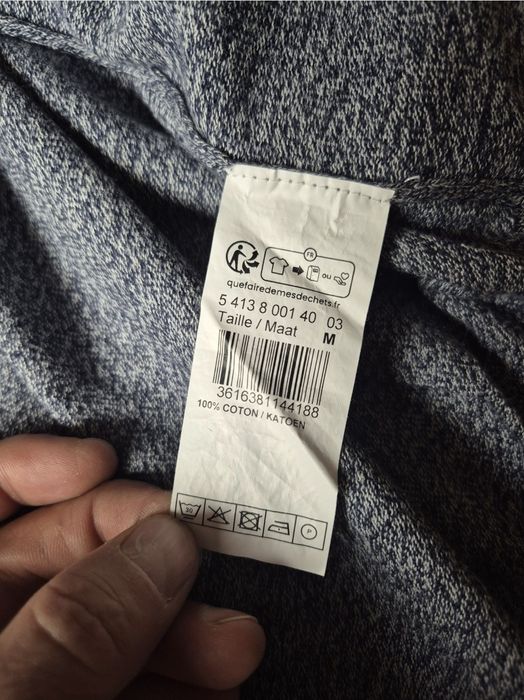 FR
OU
quefairedemesdechets.fr
5 413 8 001 40 03
Taille / Maat M
3616381144188
100% COTON / KATOEN
30 P